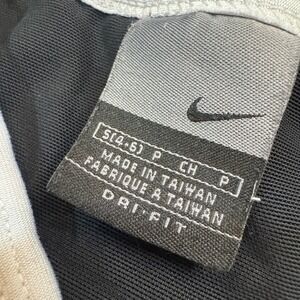 S(4-6) P CH P
MADE IN TAIWAN
FABRIQUE A TAIWAN
DRI-FIT